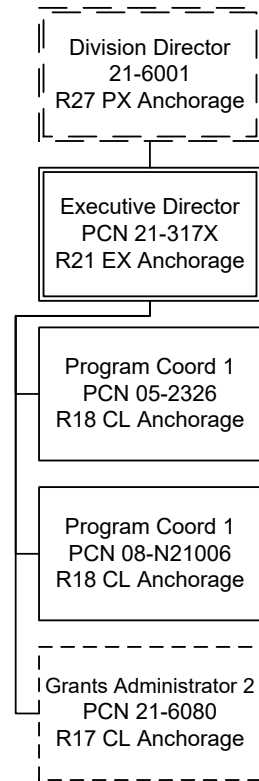 Division Director
21-6001
R27 PX Anchorage
Executive Director
PCN 21-317X
R21 EX Anchorage
Program Coord 1
PCN 05-2326
R18 CL Anchorage
Program Coord 1
PCN 08-N21006
R18 CL Anchorage
Grants Administrator 2
PCN 21-6080
R17 CL Anchorage